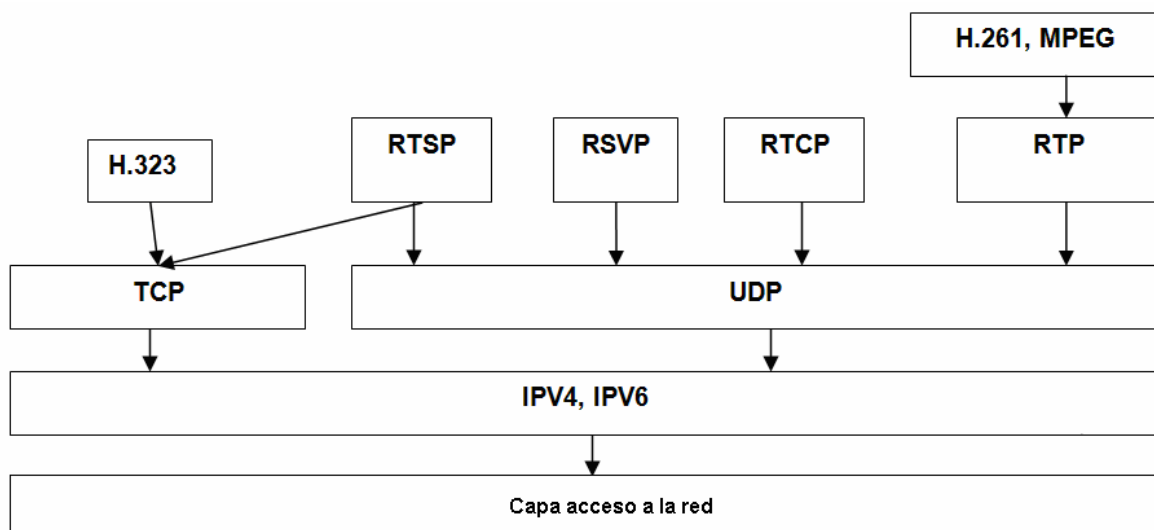 H.261, MPEG
H.323
RTSP
RSVP
RTCP
RTP
TCP
UDP
IPV4, IPV6
Capa acceso a la red